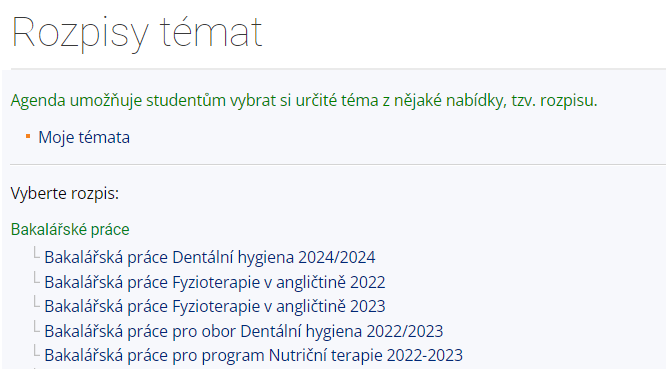 Rozpisy témat
Agenda umožňuje studentům vybrat si určité téma z nějaké nabídky, tzv. rozpisu.
Moje témata
Vyberte rozpis:
Bakalářské práce
Bakalářská práce Dentální hygiena 2024/2024
Bakalářská práce Fyzioterapie v angličtině 2022
Bakalářská práce Fyzioterapie v angličtině 2023
Bakalářská práce pro obor Dentální hygiena 2022/2023
Bakalářská práce pro program Nutriční terapie 2022-2023